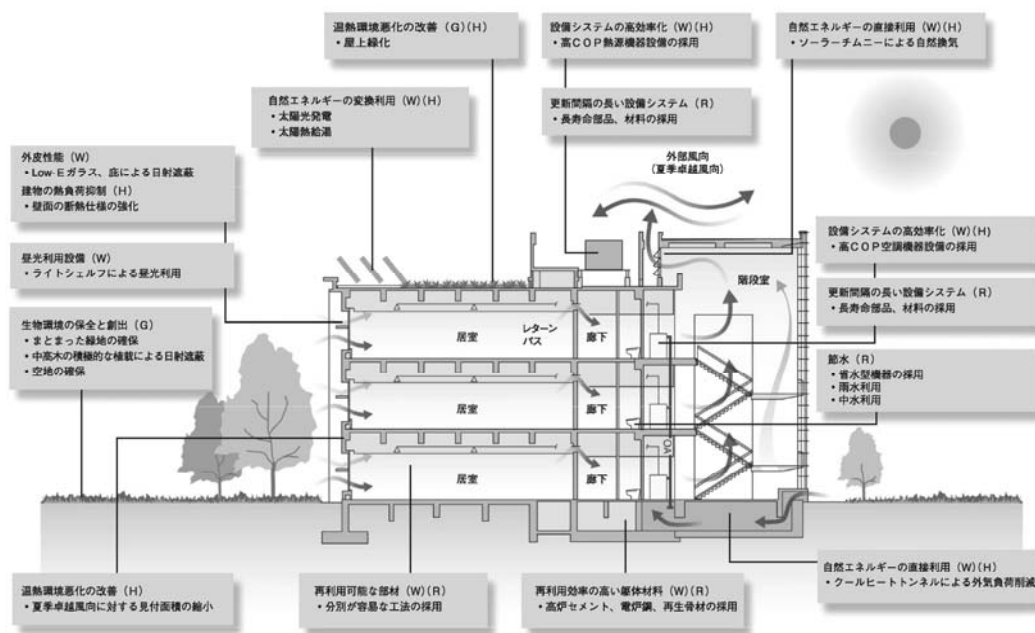 温熱環境悪化の改善 (G)(H)
・屋上緑化
設備システムの高効率化 (W)(H)
・高COP熱源機器設備の採用
自然エネルギーの直接利用 (W)(H)
・ソーラーチムニーによる自然換気
自然エネルギーの変換利用 (W)(H)
・太陽光発電
・太陽熱給湯
更新間隔の長い設備システム (R)
・長寿命部品、材料の採用
外皮性能 (W)
・Low-Eガラス、庇による日射遮蔽
建物の熱負荷抑制 (H)
・壁面の断熱仕様の強化
外部風向
(夏季卓越風向)
設備システムの高効率化 (W)(H)
・高COP空調機器設備の採用
昼光利用設備 (W)
・ライトシェルフによる昼光利用
階段室
更新間隔の長い設備システム (R)
・長寿命部品、材料の採用
生物環境の保全と創出 (G)
・まとまった緑地の確保
・中高木の積極的な植栽による日射遮蔽
・空地の確保
居室
レターン
パス
廊下
節水 (R)
・省水型機器の採用
・雨水利用
・中水利用
居室
廊下
OA
居室
廊下
温熱環境悪化の改善 (H)
・夏季卓越風向に対する見付面積の縮小
再利用可能な部材 (W)(R)
・分別が容易な工法の採用
再利用効率の高い躯体材料 (W)(R)
・高炉セメント、電炉鋼、再生骨材の採用
自然エネルギーの直接利用 (W)(H)
・クールヒートトンネルによる外気負荷削減